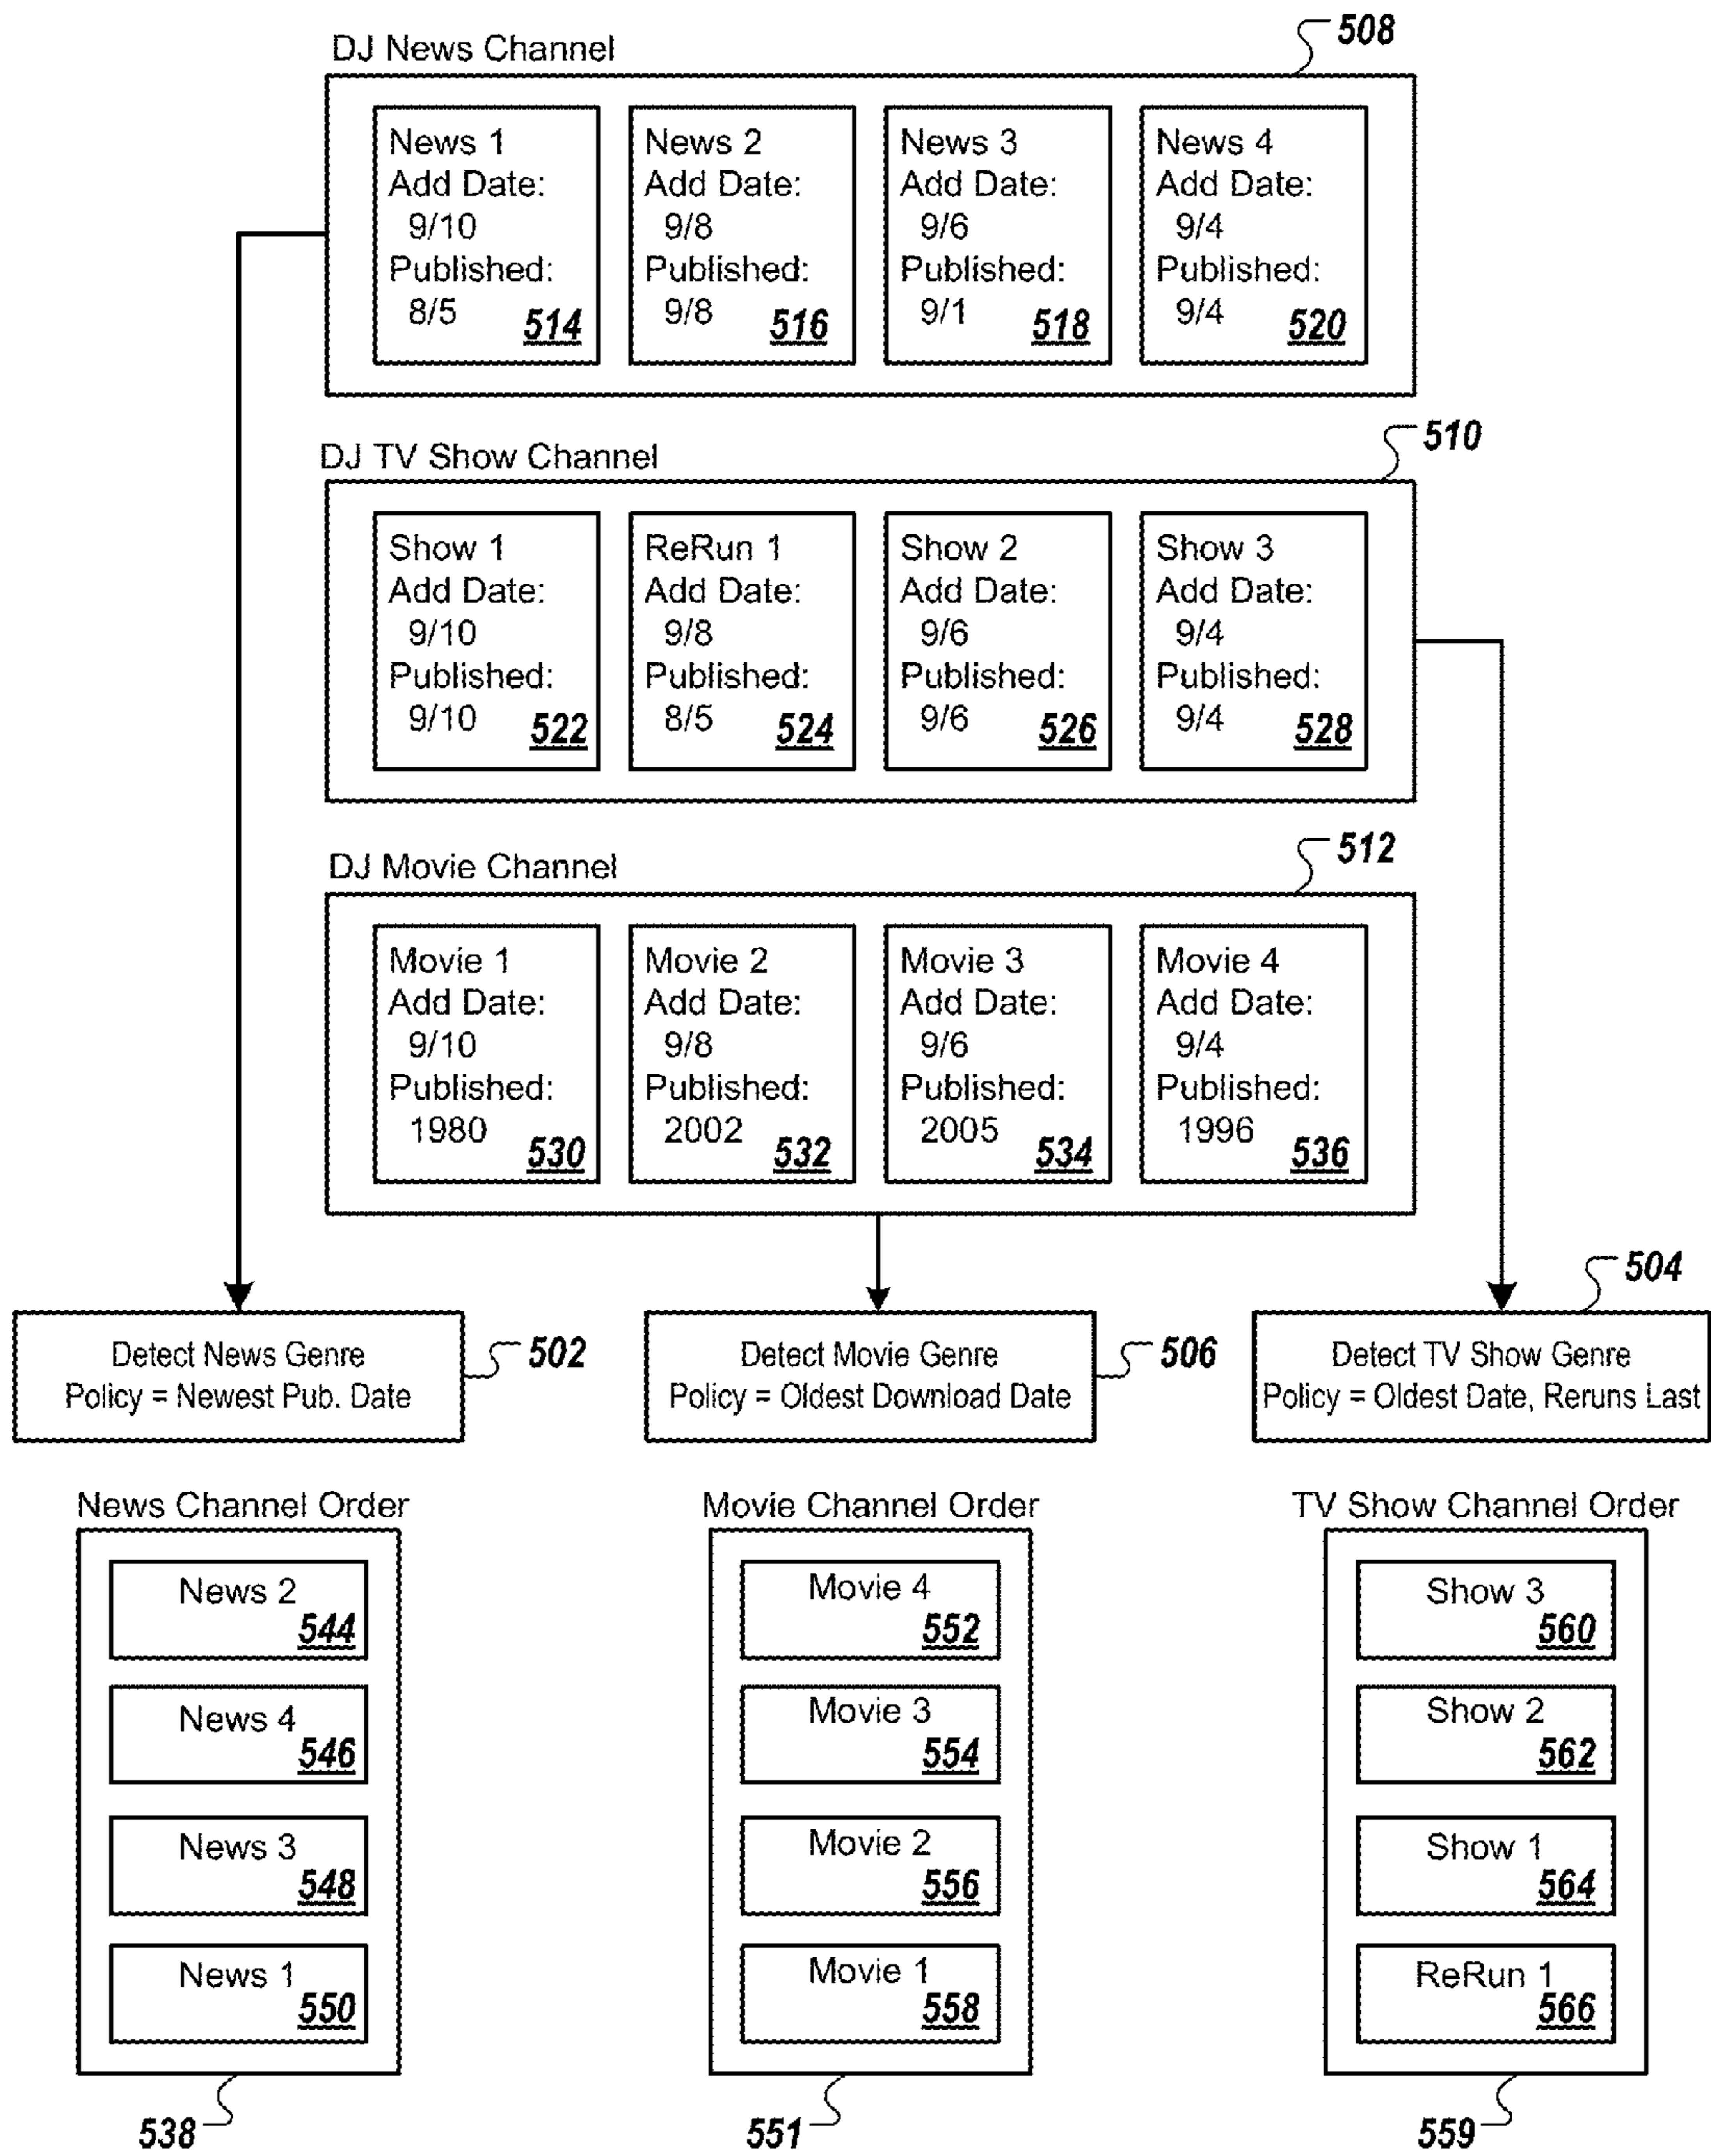 508
DJ News Channel
News 1
Add Date:
9/10
Published:
8/5
514
News 2
Add Date:
9/8
Published:
9/8
516
News 3
Add Date:
9/6
Published:
9/1
518
News 4
Add Date:
9/4
Published:
9/4
520
510
DJ TV Show Channel
Show 1
Add Date:
9/10
Published:
9/10
522
ReRun 1
Add Date:
9/8
Published:
8/5
524
Show 2
Add Date:
9/6
Published:
9/6
526
Show 3
Add Date:
9/4
Published:
9/4
528
512
DJ Movie Channel
Movie 1
Add Date:
9/10
Published:
1980
530
Movie 2
Add Date:
9/8
Published:
2002
532
Movie 3
Add Date:
9/6
Published:
2005
534
Movie 4
Add Date:
9/4
Published:
1996
536
Detect News Genre
Policy = Newest Pub. Date
502
Detect Movie Genre
Policy = Oldest Download Date
506
504
Detect TV Show Genre
Policy = Oldest Date, Reruns Last
News Channel Order
News 2
544
News 4
546
News 3
548
News 1
550
538
Movie Channel Order
Movie 4
552
Movie 3
554
Movie 2
556
Movie 1
558
551
TV Show Channel Order
Show 3
560
Show 2
562
Show 1
564
ReRun 1
566
559